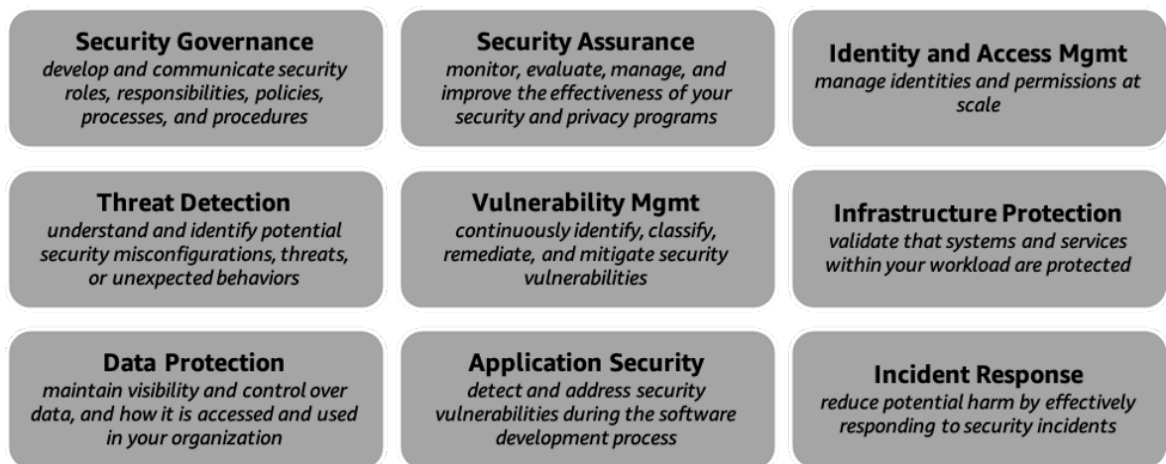 Security Governance
develop and communicate security
roles, responsibilities, policies,
processes, and procedures
Security Assurance
monitor, evaluate, manage, and
improve the effectiveness of your
security and privacy programs
Identity and Access Mgmt
manage identities and permissions at
scale
Threat Detection
understand and identify potential
security misconfigurations, threats,
or unexpected behaviors
Vulnerability Mgmt
continuously identify, classify,
remediate, and mitigate security
vulnerabilities
Infrastructure Protection
validate that systems and services
within your workload are protected
Data Protection
maintain visibility and control over
data, and how it is accessed and used
in your organization
Application Security
detect and address security
vulnerabilities during the software
development process
Incident Response
reduce potential harm by effectively
responding to security incidents